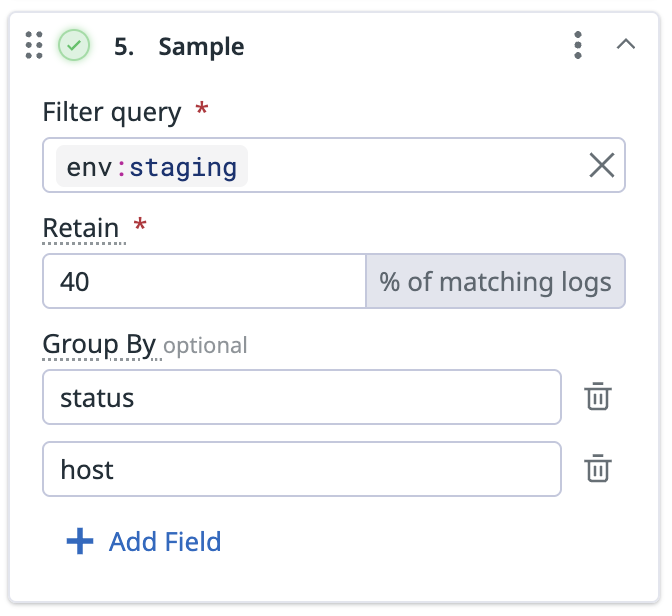 5. Sample
Filter query *
env:staging
Retain *
40 % of matching logs
Group By optional
status
host
Add Field